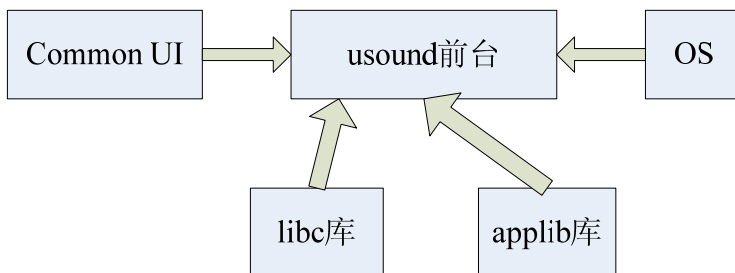 Common UI
usound前台
OS
libc库
applib库